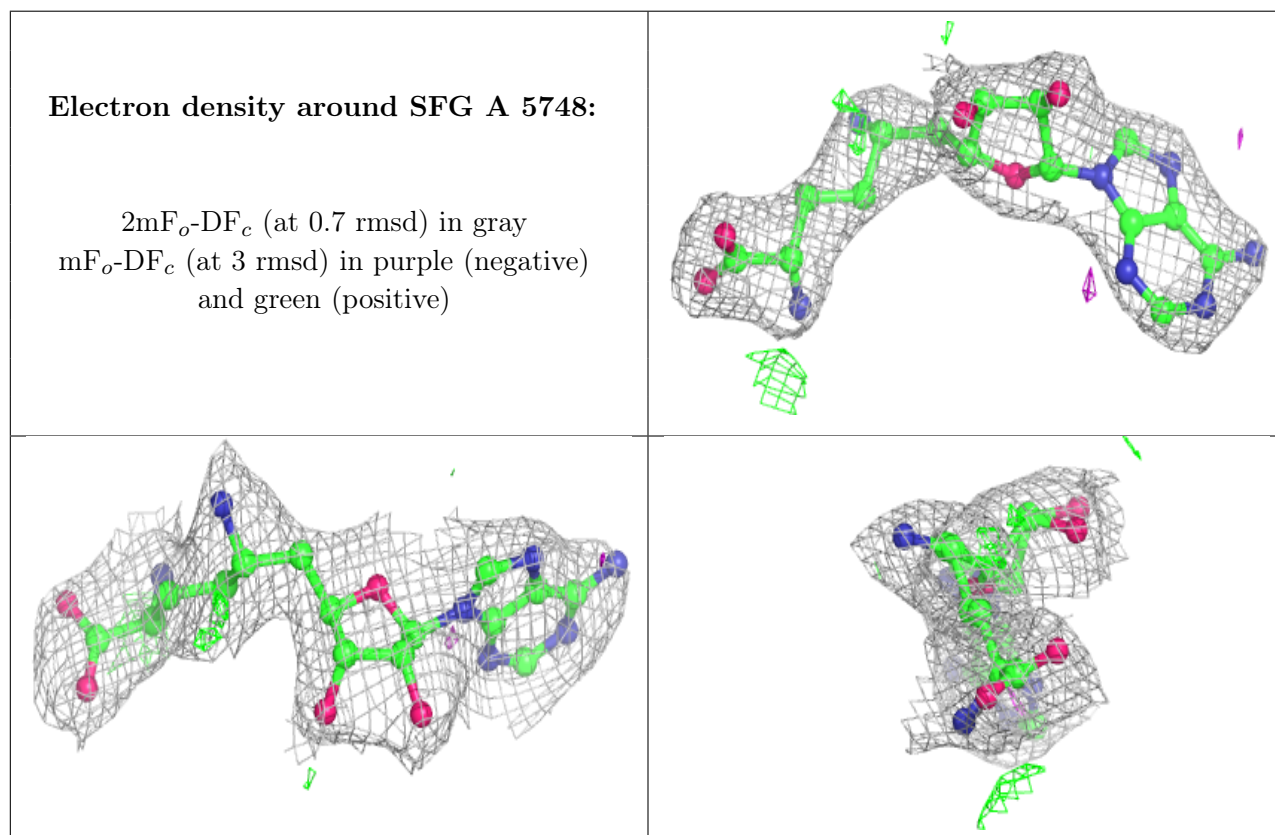 Electron density around SFG A 5748:
2mFo-DFc (at 0.7 rmsd) in gray
mFo-DFc (at 3 rmsd) in purple (negative)
and green (positive)